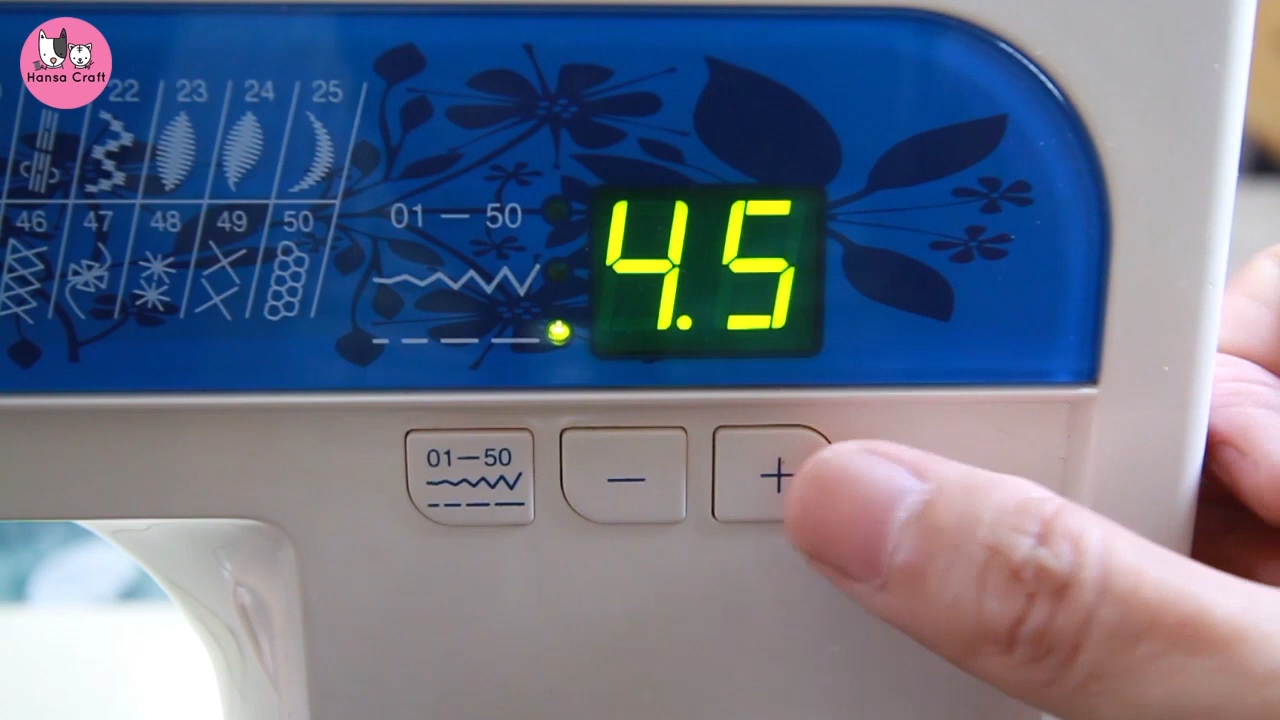 Hansa Craft
22 23 24 25
46 47 48 49 50
01 — 50
4.5
01—50
— +